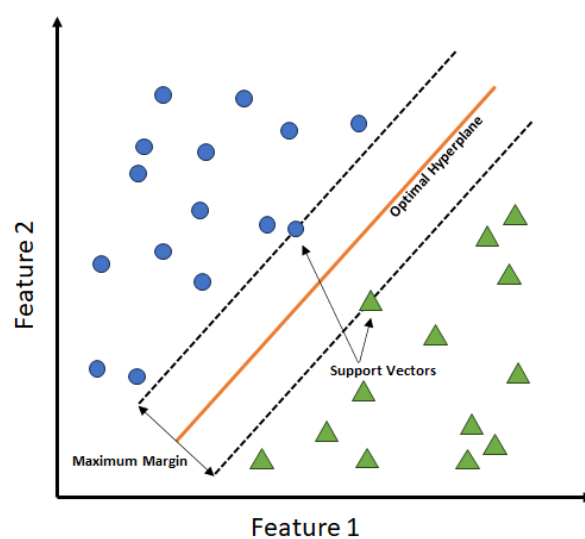 Optimal Hyperplane
Feature 2
Support Vectors
Maximum Margin
Feature 1